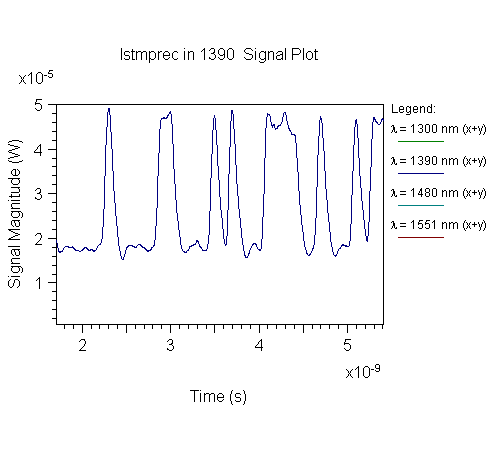 lstmprec in 1390 Signal Plot
x10-5
5
4
3
2
1
Signal Magnitude (W)
2 3 4 5
x10-9
Time (s)
Legend:
λ = 1300 nm (x+y)
λ = 1390 nm (x+y)
λ = 1480 nm (x+y)
λ = 1551 nm (x+y)